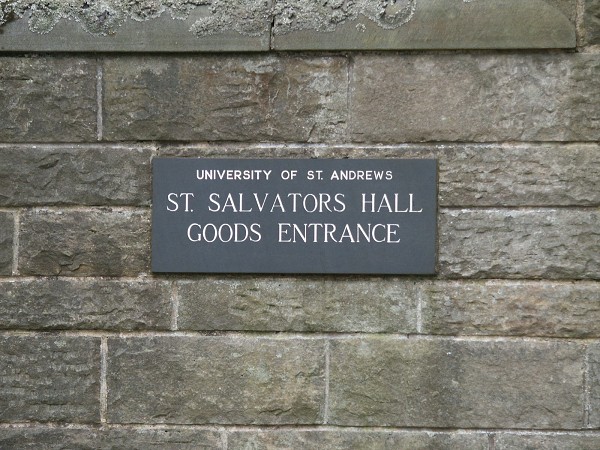 UNIVERSITY OF ST. ANDREWS
ST. SALVATORS HALL
GOODS ENTRANCE